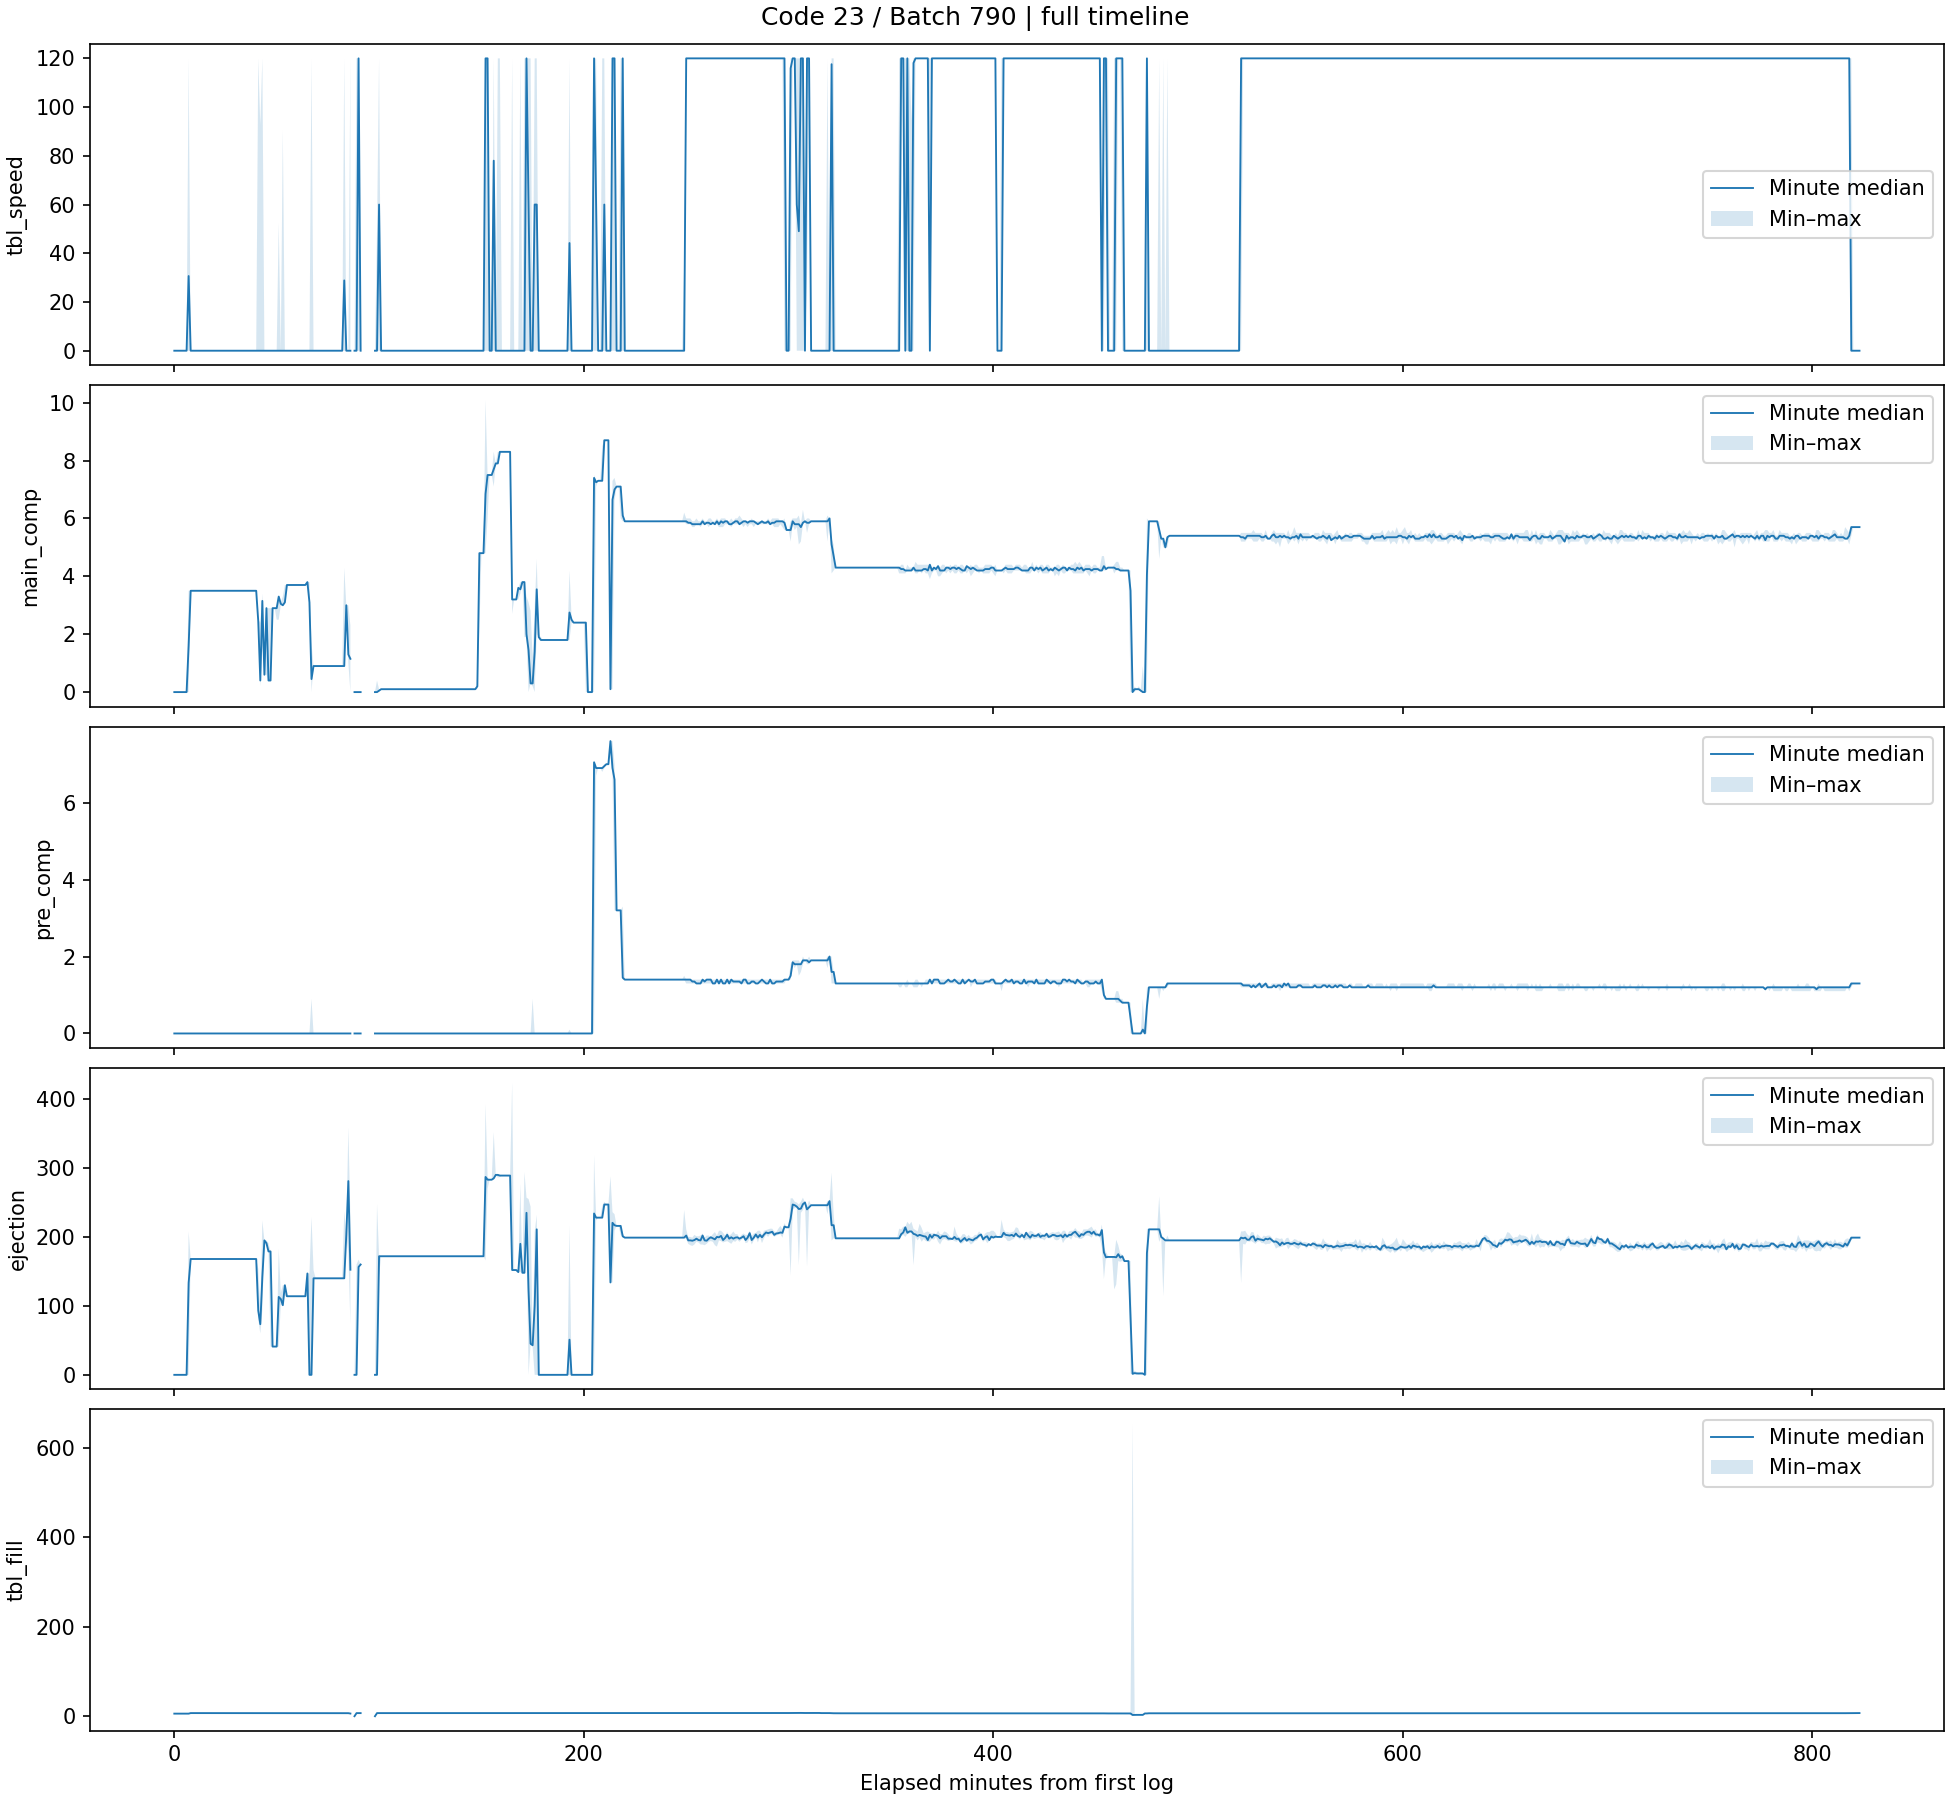 Code 23 / Batch 790 | full timeline
120
100
80
60
40
20
0
tbl_speed
Minute median
Min–max
10
8
6
4
2
0
main_comp
Minute median
Min–max
6
4
2
0
pre_comp
Minute median
Min–max
400
300
200
100
0
ejection
Minute median
Min–max
600
400
200
0
tbl_fill
Minute median
Min–max
0
200
400
600
800
Elapsed minutes from first log